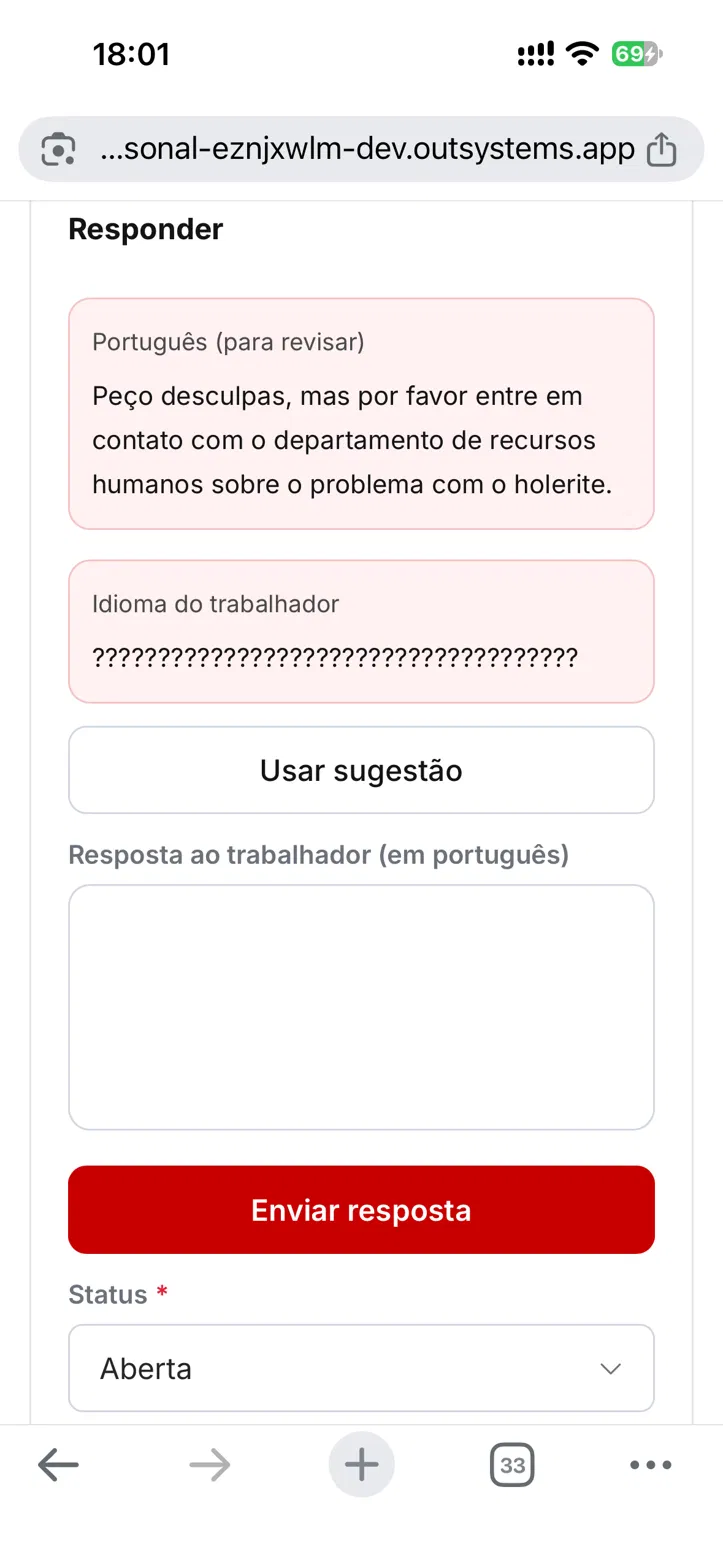 18:01
69
...sonal-eznjxwlm-dev.outsystems.app
Responder
Português (para revisar)
Peço desculpas, mas por favor entre em
contato com o departamento de recursos
humanos sobre o problema com o holerite.
Idioma do trabalhador
?????????????????????????????????????
Usar sugestão
Resposta ao trabalhador (em português)
Enviar resposta
Status *
Aberta
33